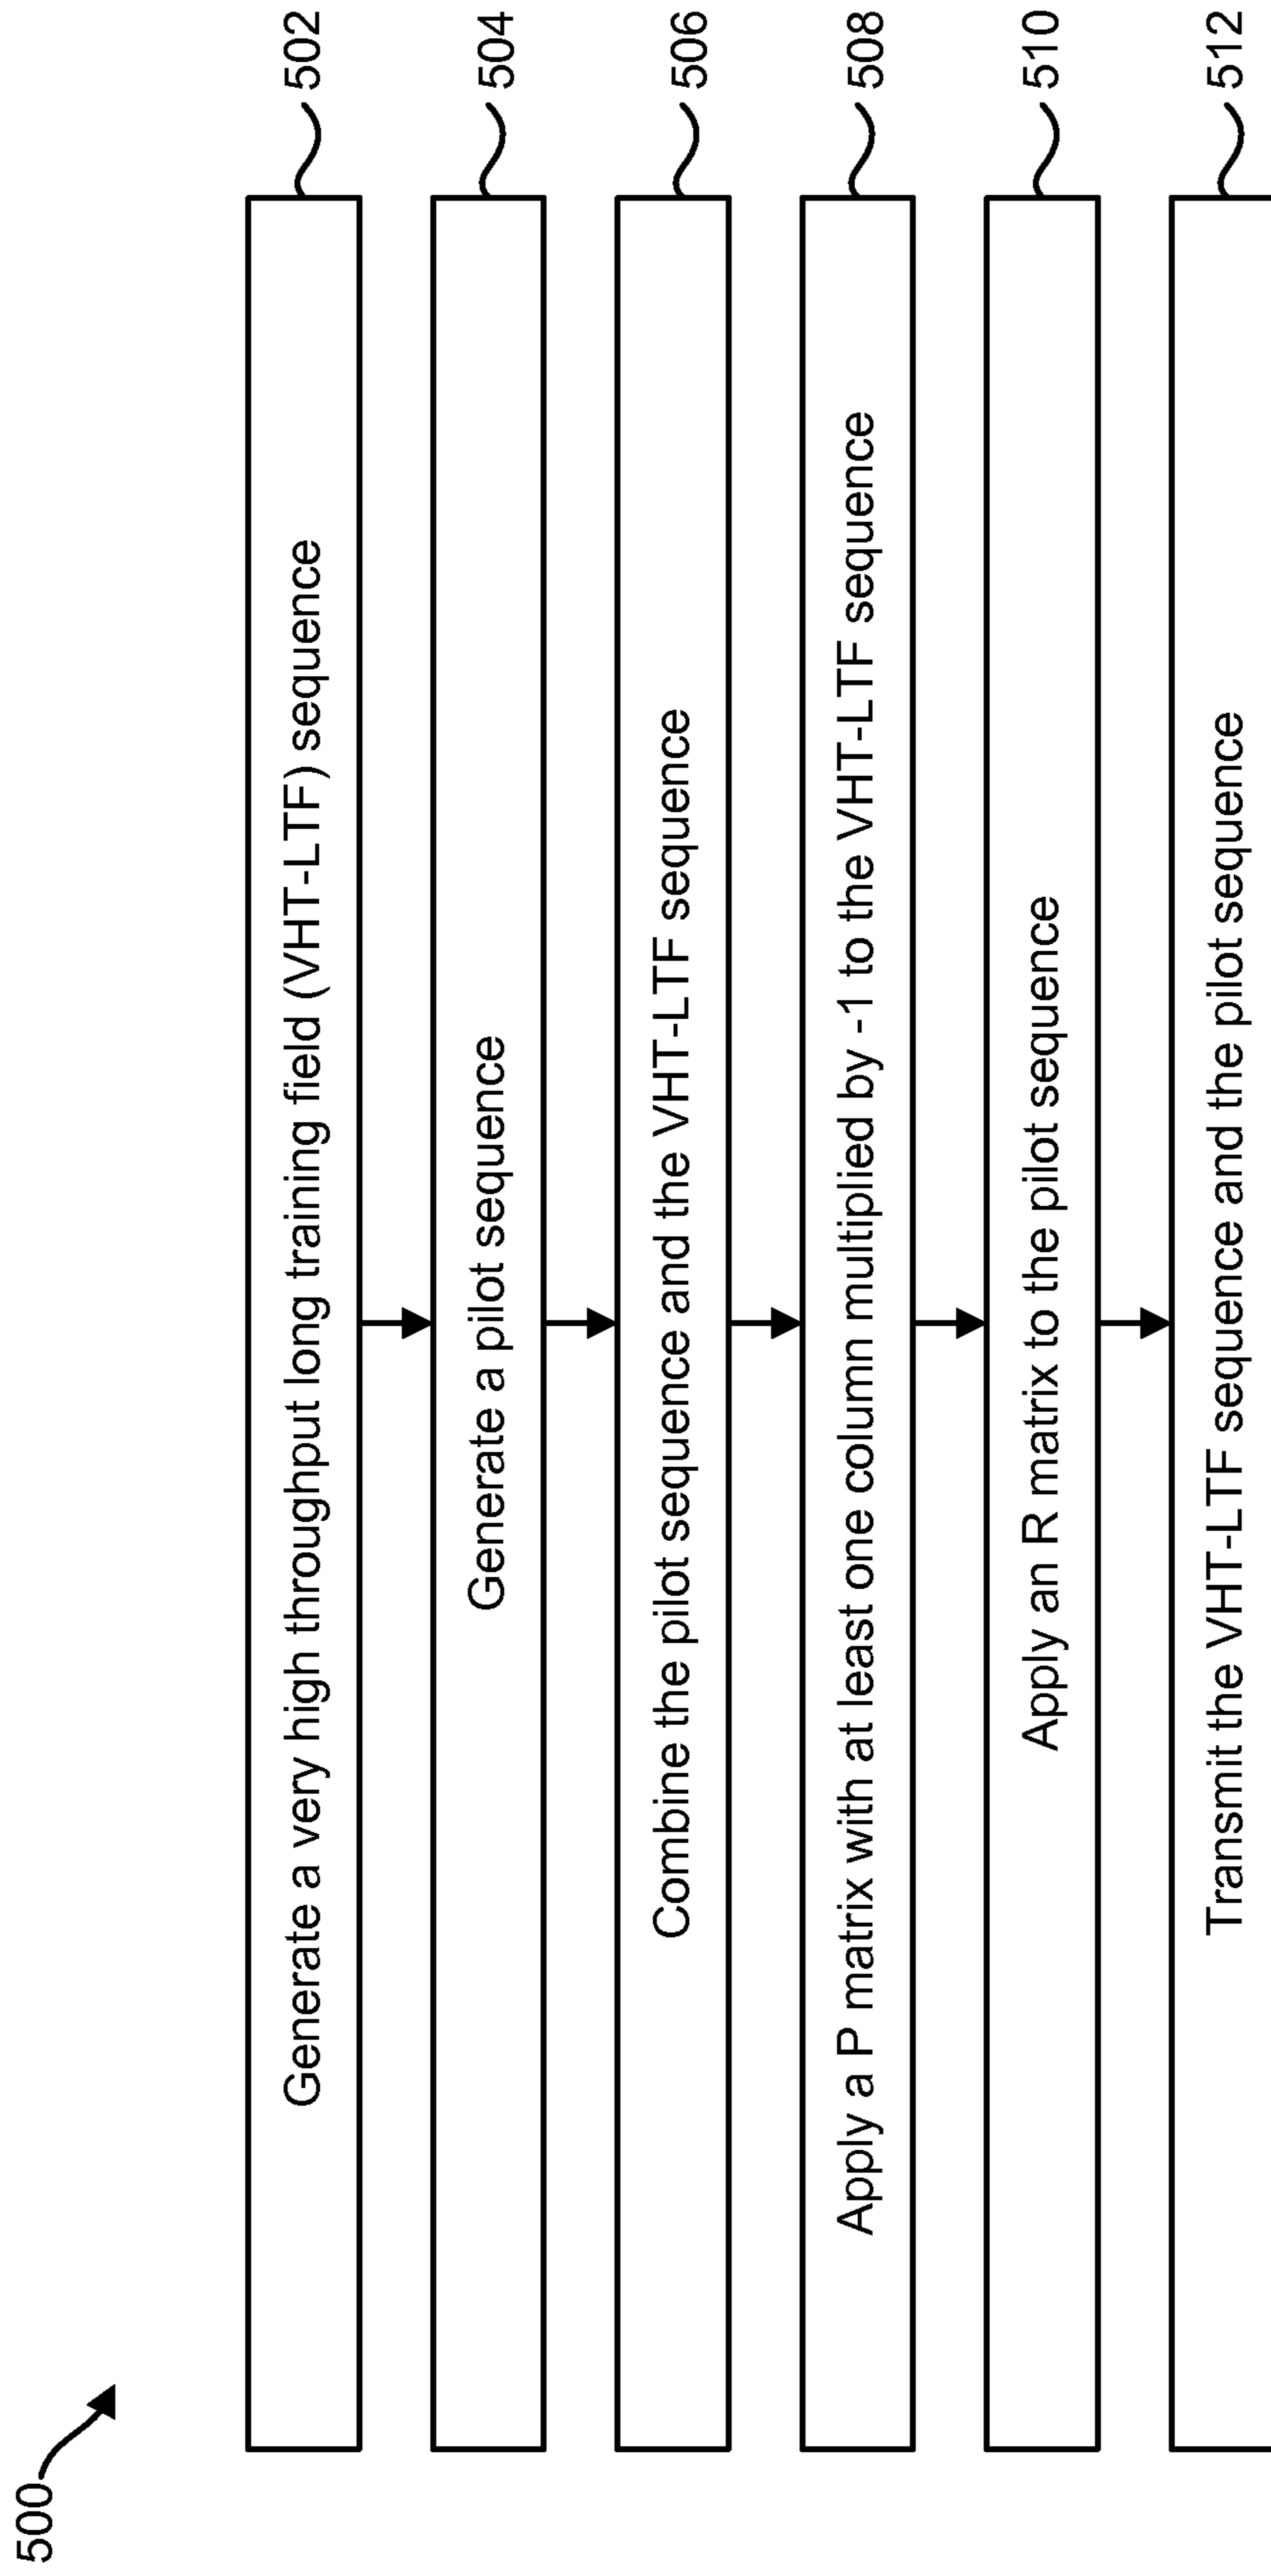 500
Generate a very high throughput long training field (VHT-LTF) sequence
502
Generate a pilot sequence
504
Combine the pilot sequence and the VHT-LTF sequence
506
Apply a P matrix with at least one column multiplied by -1 to the VHT-LTF sequence
508
Apply an R matrix to the pilot sequence
510
Transmit the VHT-LTF sequence and the pilot sequence
512